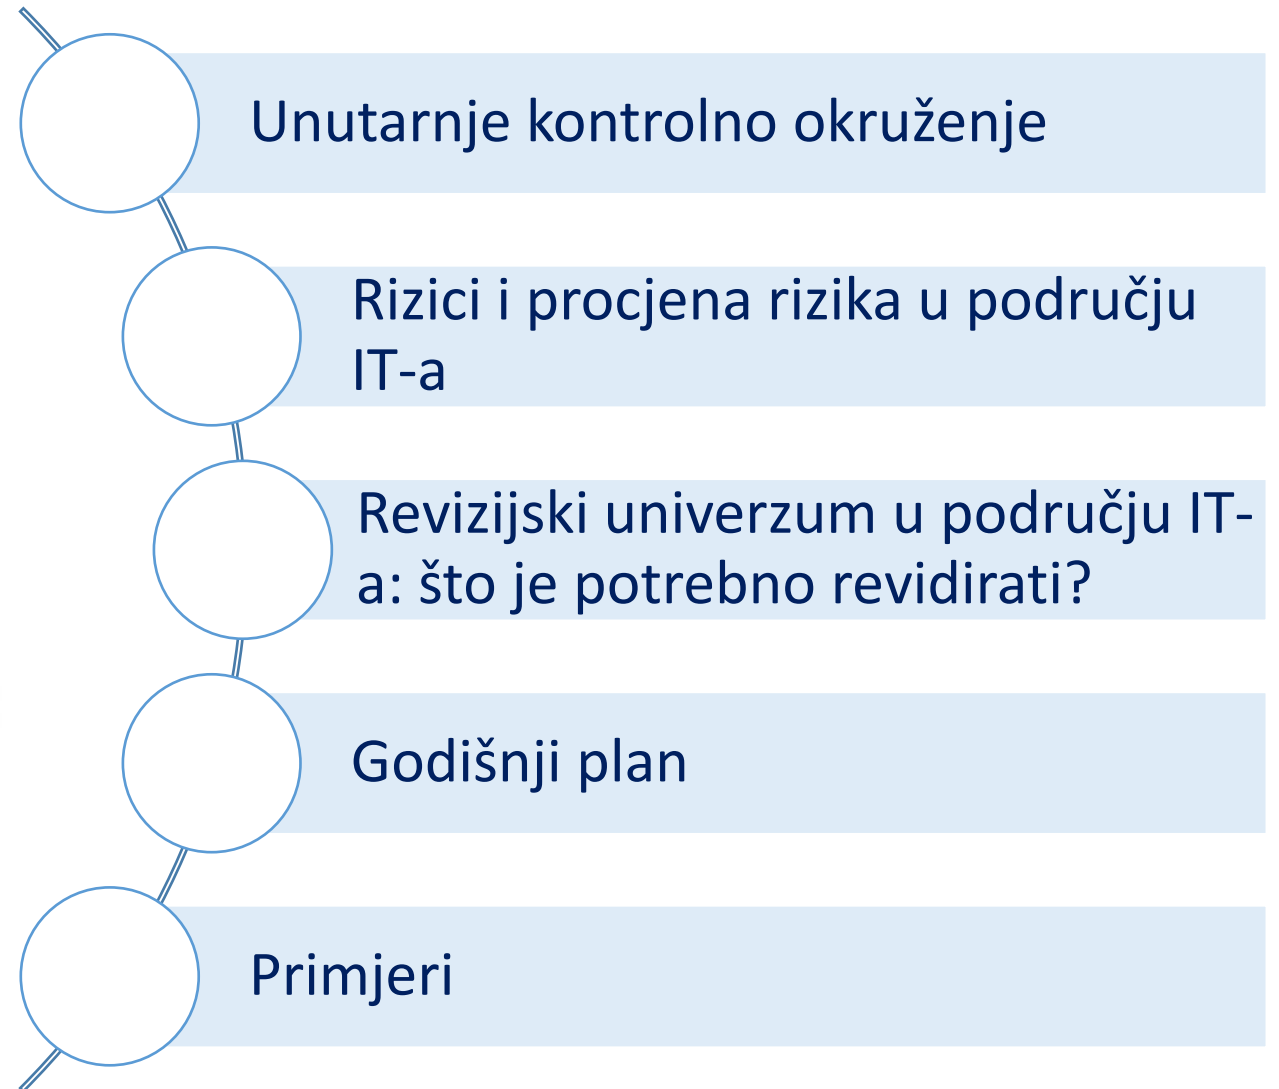 Unutarnje kontrolno okruženje
Rizici i procjena rizika u području
IT-a
Revizijski univerzum u području IT-
a: što je potrebno revidirati?
Godišnji plan
Primjeri